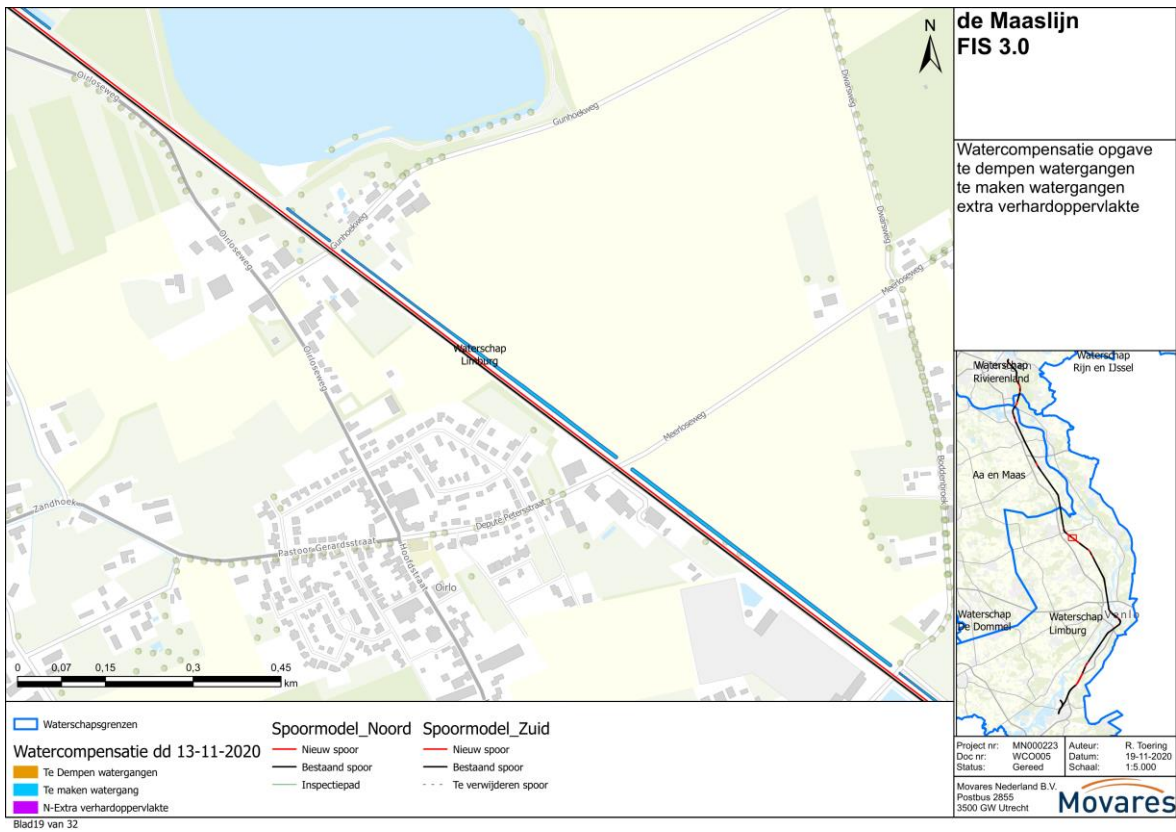 de Maaslijn
FIS 3.0
Watercompensatie opgave
te dempen watergangen
te maken watergangen
extra verhardoppervlakte
N
Oirloseweg
Gunhoekweg
Dwarsweg
Gunhoekweg
Oirloseweg
Dwarsweg
Meerloseweg
Waterschap
Limburg
Oirloseweg
Meerloseweg
Boddenbroek
Zandhoek
Depute Petersstraat
Pastoor Gerardsstraat
Hoofdstraat
Oirlo
0 0,07 0,15 0,3 0,45
km
Waterschap
Rivierenland
Waterschap
Rijn en IJssel
Aa en Maas
Waterschap
De Dommel
Waterschap
Limburg
Venlo
Waterschapsgrenzen
Watercompensatie dd 13-11-2020
Te Dempen watergangen
Te maken watergang
N-Extra verhardoppervlakte
Spoormodel_Noord
Nieuw spoor
Bestaand spoor
Inspectiepad
Spoormodel_Zuid
Nieuw spoor
Bestaand spoor
Te verwijderen spoor
Project nr: MN000223
Doc nr: WCO005
Status: Gereed
Auteur: R. Toering
Datum: 19-11-2020
Schaal: 1:5.000
Movares Nederland B.V.
Postbus 2855
3500 GW Utrecht
Movares
Blad19 van 32